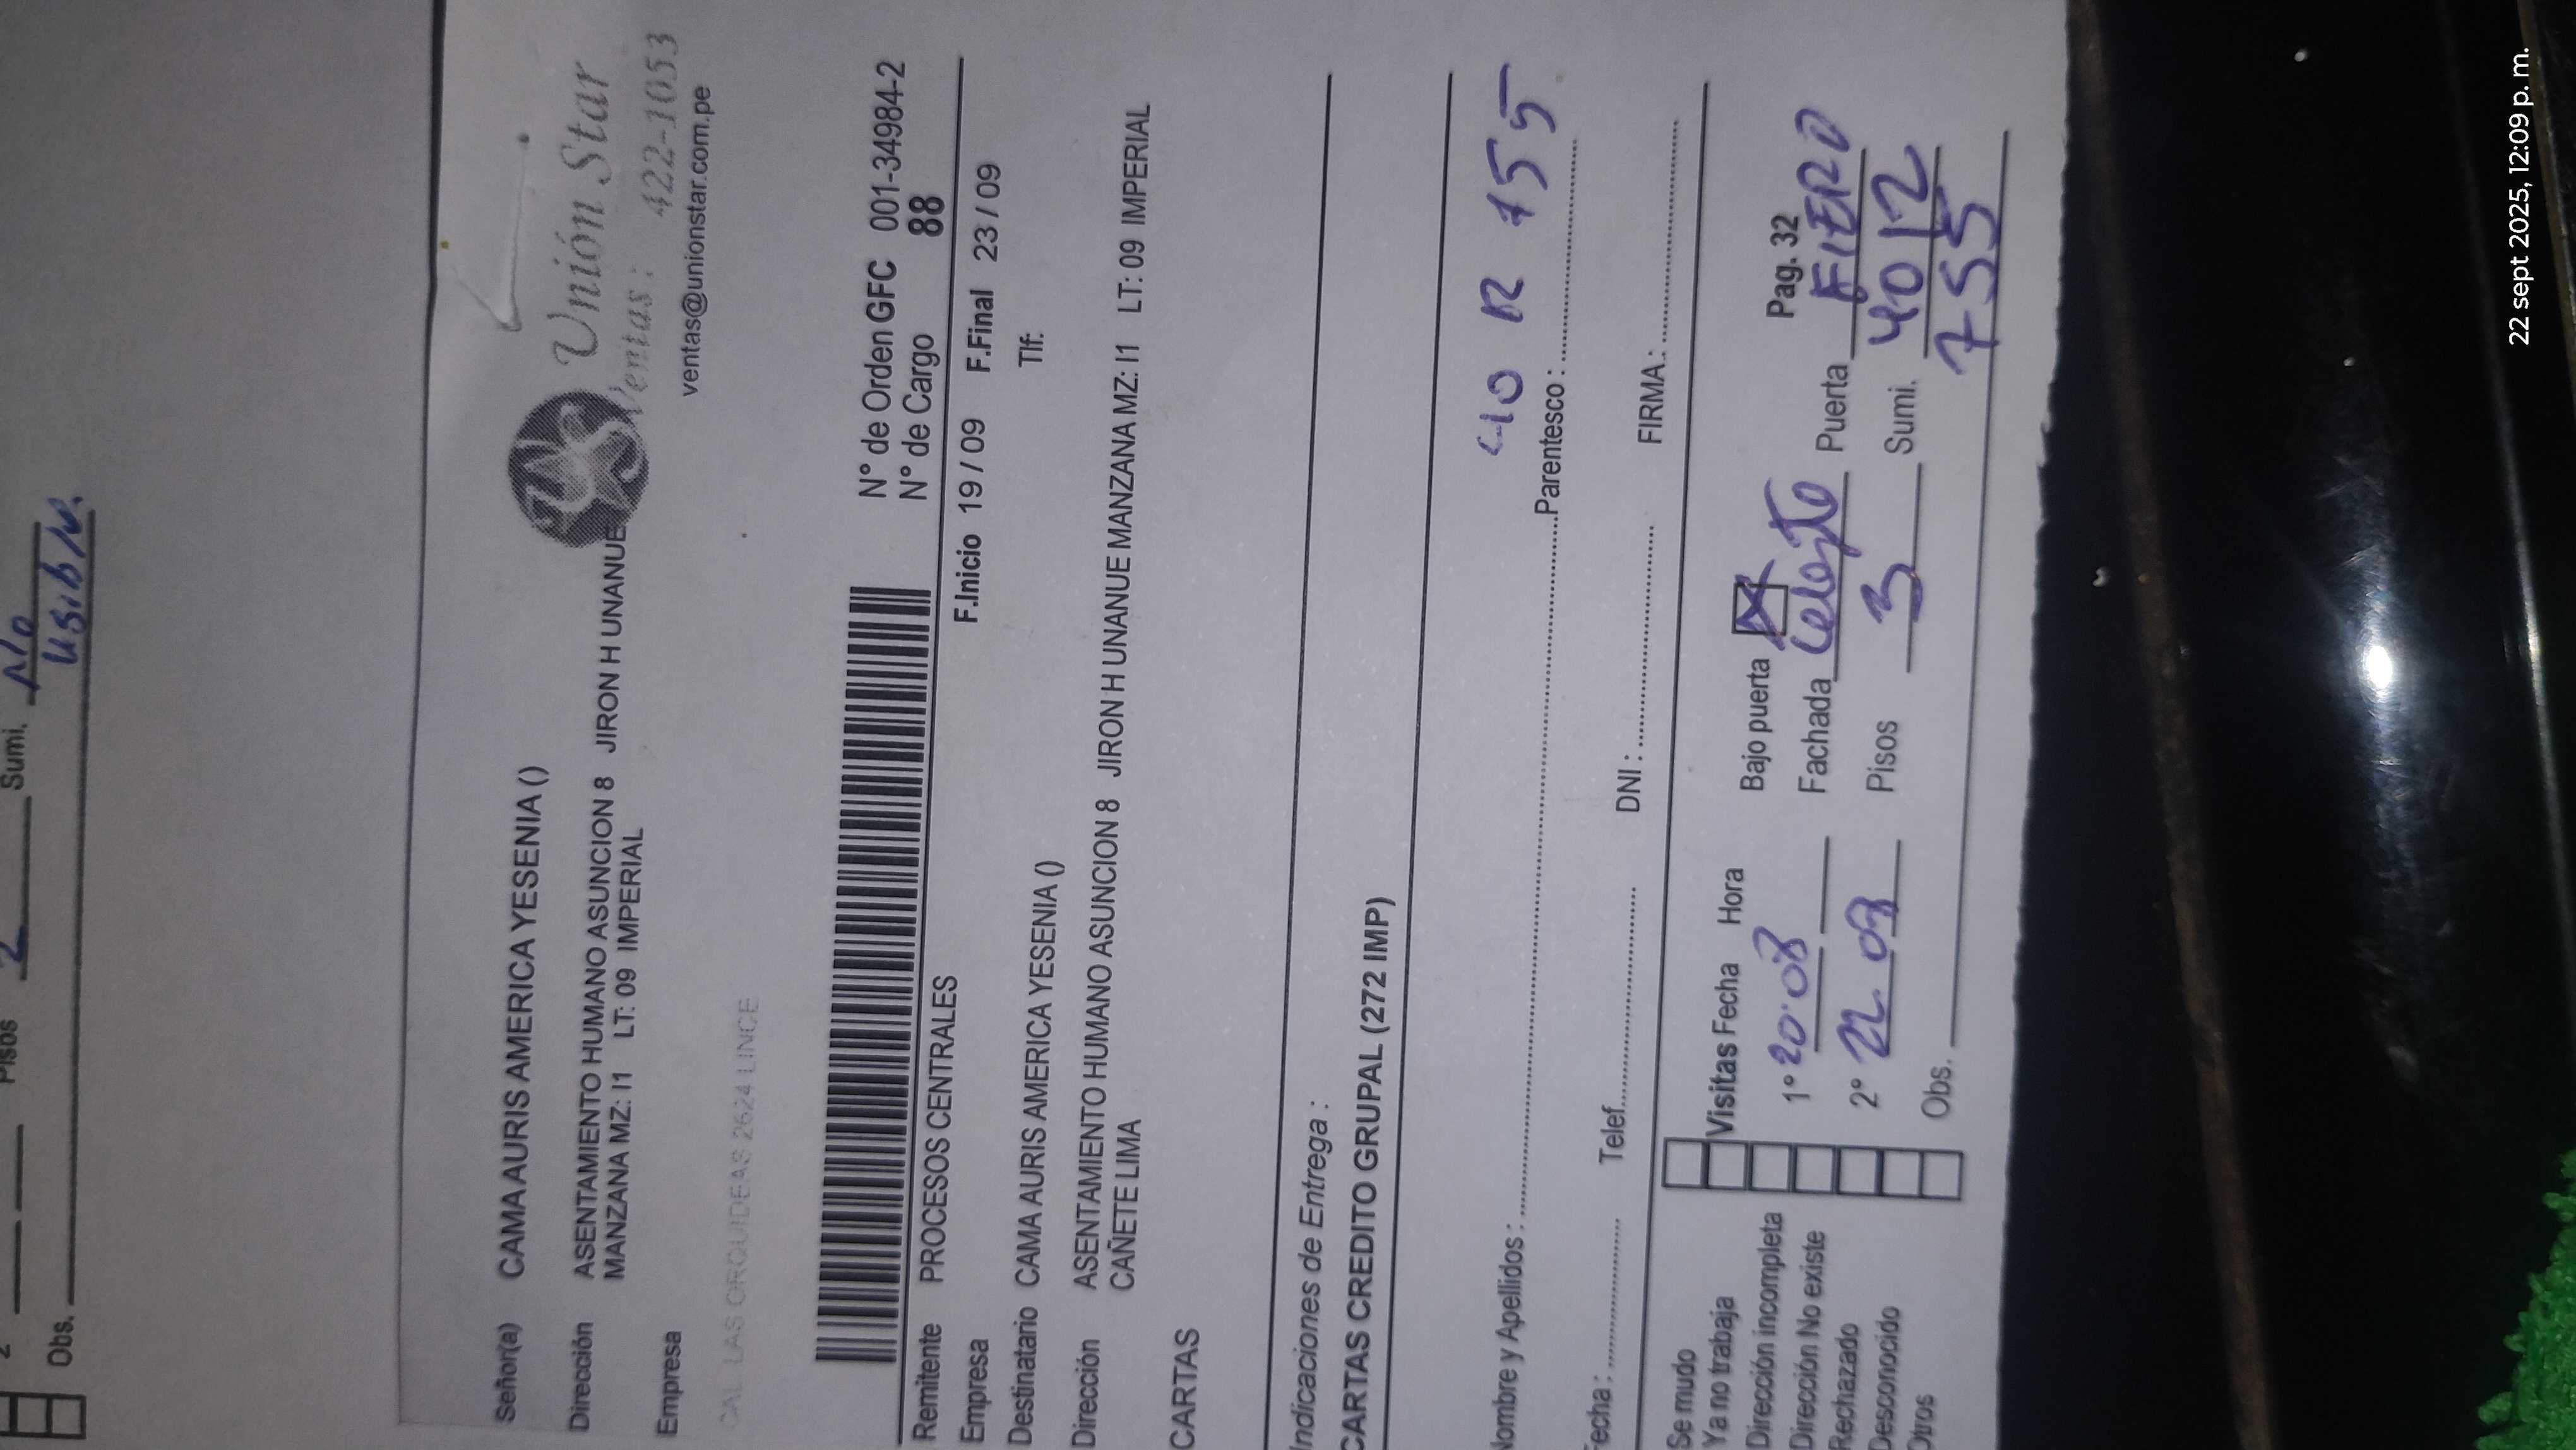 2
Pisos 2 Sumi. No
Obs. usible.
Unión Star
Ventas: 422-1053
ventas@unionstar.com.pe
Señor(a) CAMA AURIS AMERICA YESENIA ()
Dirección ASENTAMIENTO HUMANO ASUNCION 8 JIRON H UNANUE
MANZANA MZ: I1 LT: 09 IMPERIAL
Empresa
CAL LAS ORQUIDEAS 2624 LINCE
N° de Orden GFC 001-34984-2
N° de Cargo 88
Remitente PROCESOS CENTRALES
Empresa F.Inicio 19 / 09 F.Final 23 / 09
Destinatario CAMA AURIS AMERICA YESENIA () Tlf.
Dirección ASENTAMIENTO HUMANO ASUNCION 8 JIRON H UNANUE MANZANA MZ: I1 LT: 09 IMPERIAL
CAÑETE LIMA
CARTAS
Indicaciones de Entrega :
CARTAS CREDITO GRUPAL (272 IMP)
Nombre y Apellidos : Parentesco :
Fecha : Telef. DNI : FIRMA.:
Se mudo
Ya no trabaja Visitas Fecha Hora Bajo puerta Pag. 32
Dirección incompleta 1° 20.08 Fachada Celeste Puerta FIERO
Dirección No existe
Rechazado 2° 22.09 Pisos 3 Sumi. 4012
Desconocido 755
Otros Obs.
22 sept 2025, 12:09 p. m.